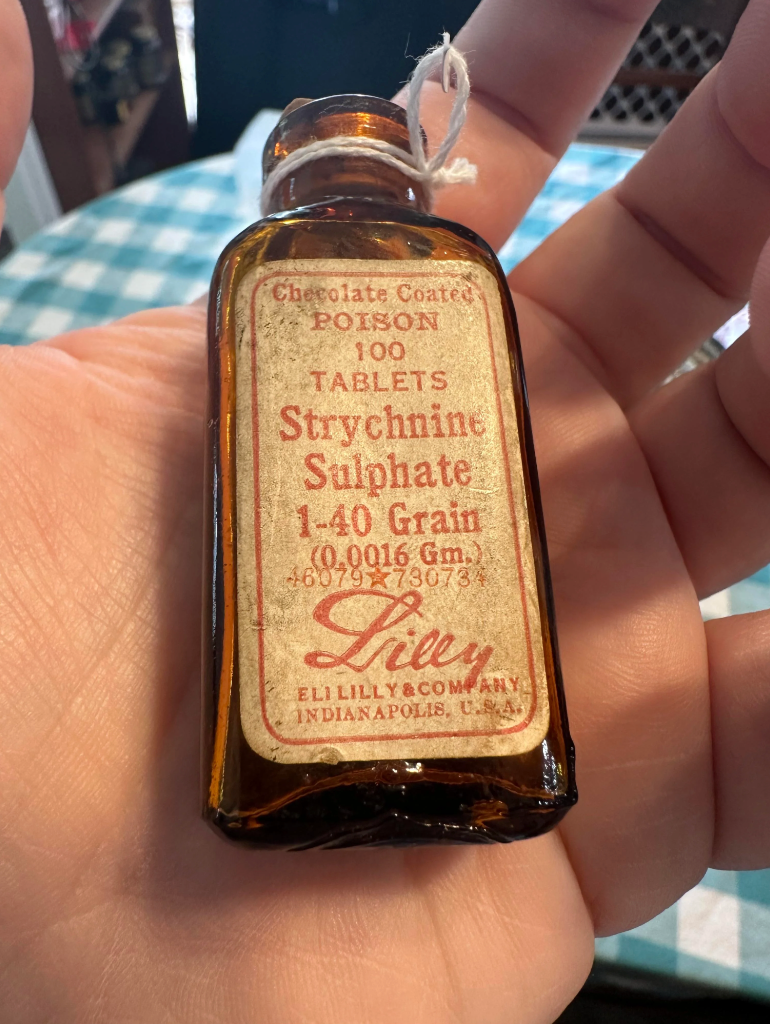 Chocolate Coated
POISON
100
TABLETS
Strychnine
Sulphate
1-40 Grain
(0.0016 Gm.)
46079★730734
Lilly
ELI LILLY & COMPANY
INDIANAPOLIS, U.S.A.